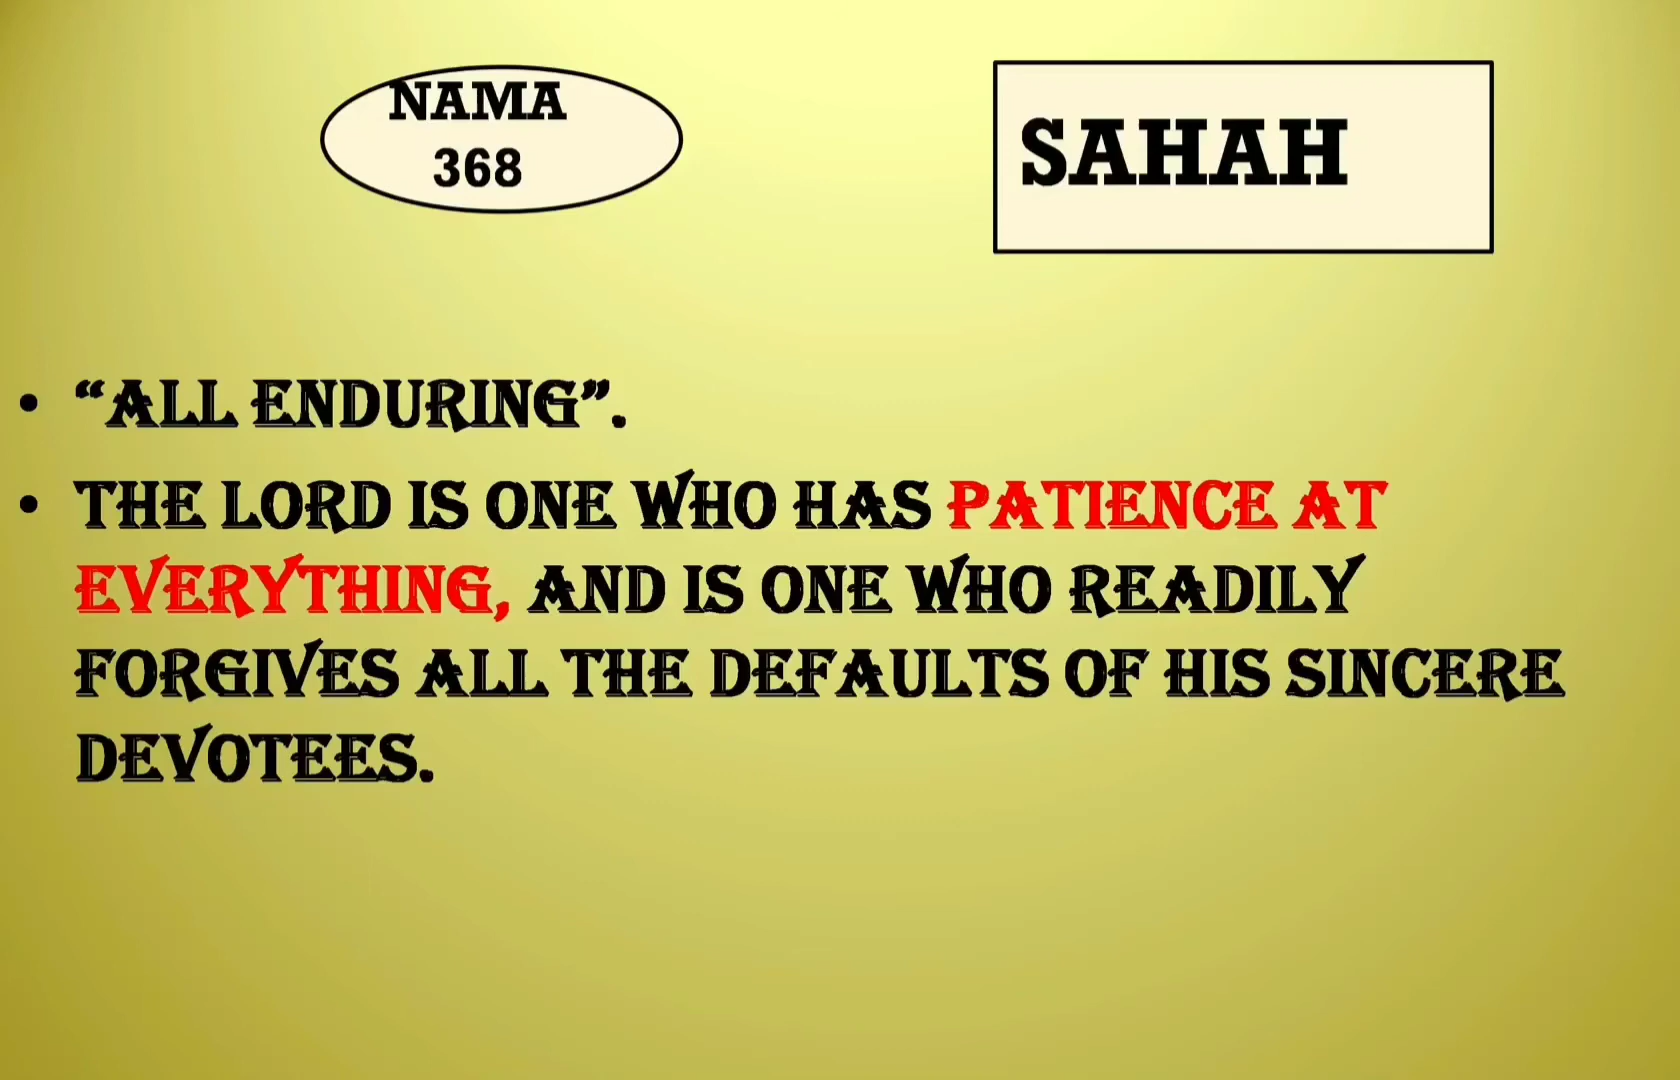 NAMA
368
SAHAH
• “ALL ENDURING”.
• THE LORD IS ONE WHO HAS PATIENCE AT
EVERYTHING, AND IS ONE WHO READILY
FORGIVES ALL THE DEFAULTS OF HIS SINCERE
DEVOTEES.